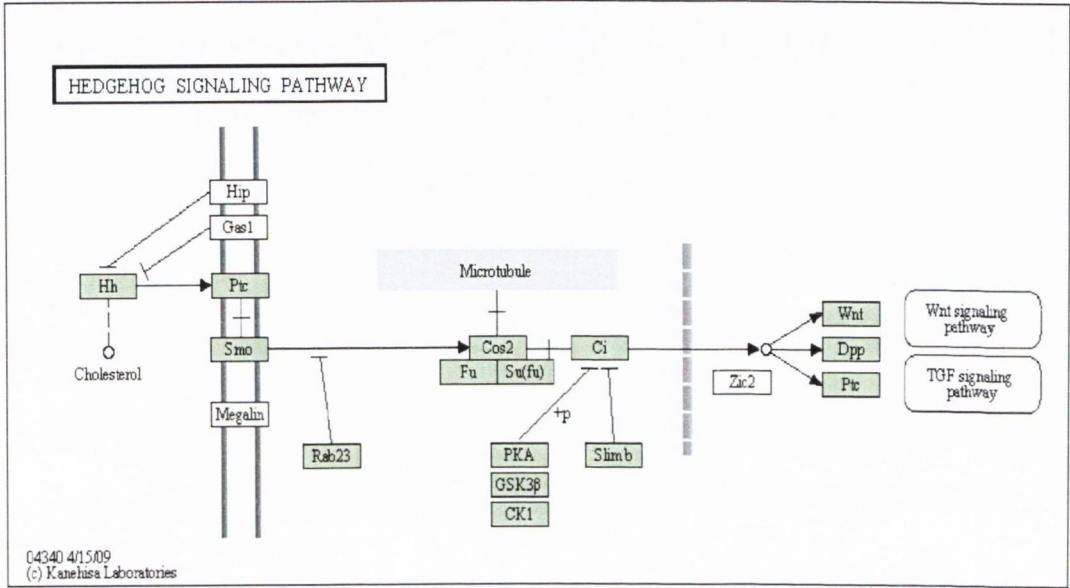 HEDGEHOG SIGNALING PATHWAY
Hip
Gas1
Hh
Ptc
Microtubule
Wnt
Wnt signaling
pathway
Smo
Cos2
Ci
Dpp
Cholesterol
Fu
Su(fu)
Zic2
Ptc
TGF signaling
pathway
Megalin
+p
Rab23
PKA
Slimb
GSK3β
CK1
04340 4/15/09
(c) Kanehisa Laboratories